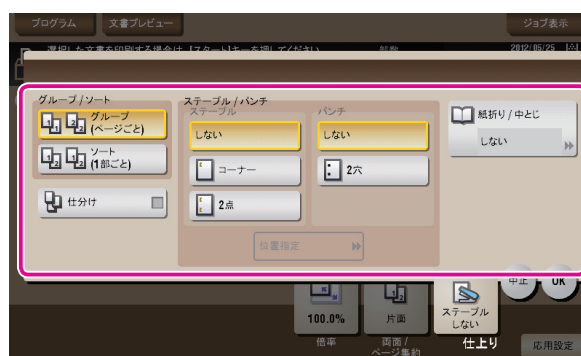 プログラム
文書プレビュー
ジョブ表示
選択した文書を印刷する場合は、[スタート]キーを押してください
部数
2012/05/25
グループ/ソート
グループ
(ページごと)
ソート
(1部ごと)
仕分け
ステープル/パンチ
ステープル
しない
コーナー
2点
パンチ
しない
2穴
位置指定
紙折り/中とじ
しない
中止
OK
100.0%
倍率
片面
両面/
ページ集約
ステープル
しない
仕上り
応用設定